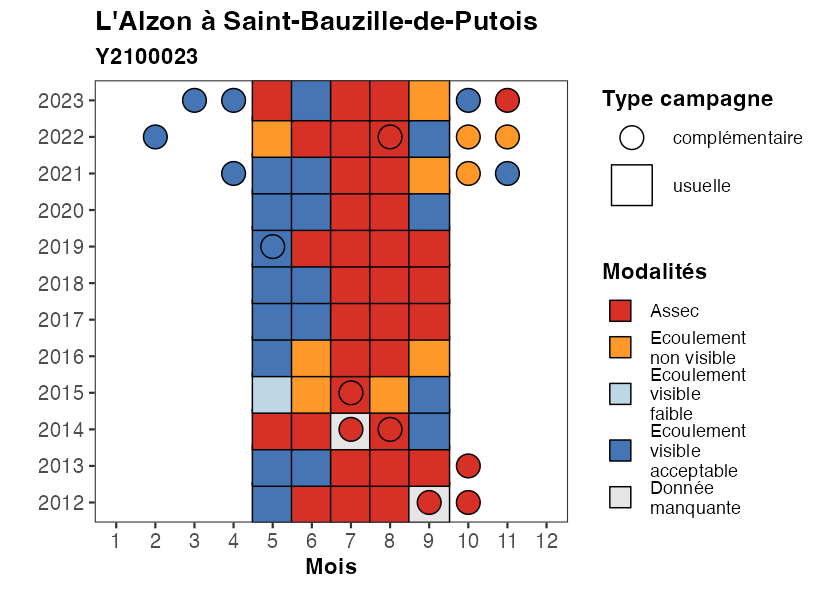 L'Alzon à Saint-Bauzille-de-Putois
Y2100023
2023
2022
2021
2020
2019
2018
2017
2016
2015
2014
2013
2012
1 2 3 4 5 6 7 8 9 10 11 12
Mois
Type campagne
complémentaire
usuelle
Modalités
Assec
Ecoulement
non visible
Ecoulement
visible
faible
Ecoulement
visible
acceptable
Donnée
manquante